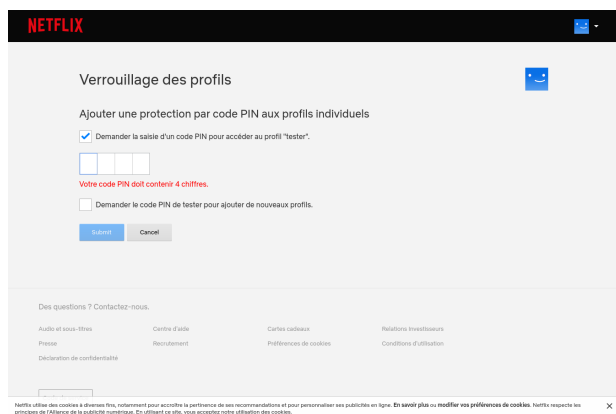 NETFLIX
Verrouillage des profils
Ajouter une protection par code PIN aux profils individuels
Demander la saisie d'un code PIN pour accéder au profil "tester".
Votre code PIN doit contenir 4 chiffres.
Demander le code PIN de tester pour ajouter de nouveaux profils.
Submit Cancel
Des questions ? Contactez-nous.
Audio et sous-titres Centre d'aide Cartes cadeaux Relations Investisseurs
Presse Recrutement Préférences de cookies Conditions d'utilisation
Déclaration de confidentialité
Netflix utilise des cookies à diverses fins, notamment pour accroître la pertinence de ses recommandations et pour personnaliser ses publicités en ligne. En savoir plus ou modifier vos préférences de cookies. Netflix respecte les
principes de l'Alliance de la publicité numérique. En utilisant ce site, vous acceptez notre utilisation des cookies.